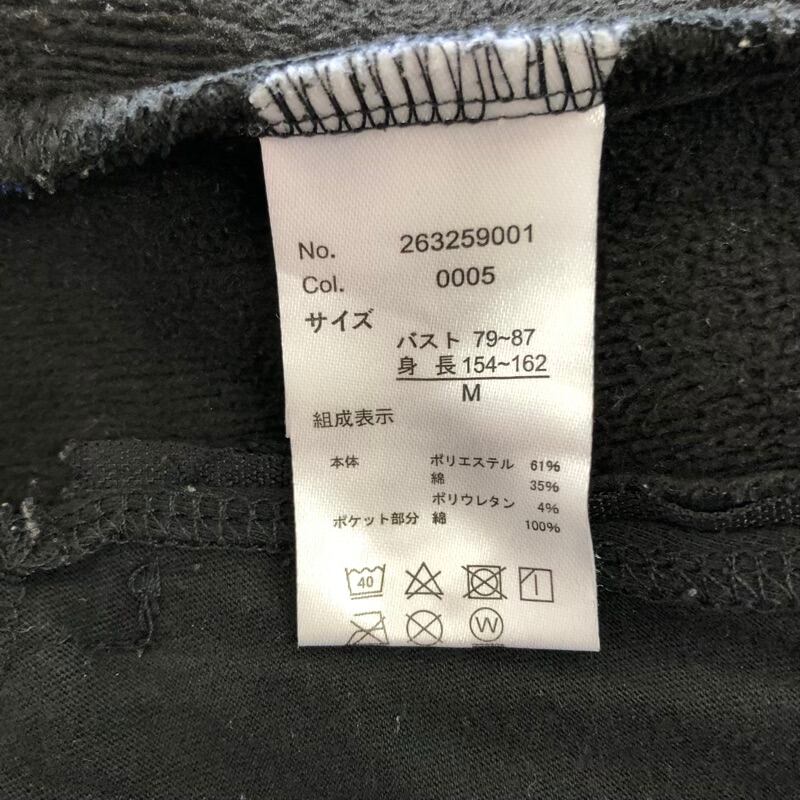 No. 263259001
Col. 0005
サイズ
バスト 79~87
身 長 154~162
M
組成表示
本体 ポリエステル 61%
綿 35%
ポリウレタン 4%
ポケット部分 綿 100%
40
W